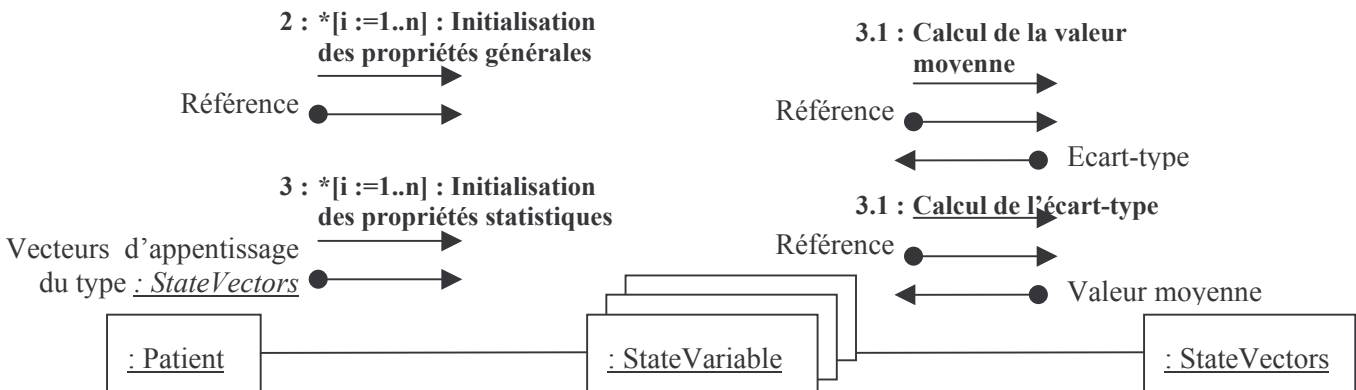 2 : *[i :=1..n] : Initialisation
des propriétés générales
Référence
3 : *[i :=1..n] : Initialisation
des propriétés statistiques
Vecteurs d’appentissage
du type : StateVectors
3.1 : Calcul de la valeur
moyenne
Référence
Ecart-type
3.1 : Calcul de l’écart-type
Référence
Valeur moyenne
: Patient
: StateVariable
: StateVectors